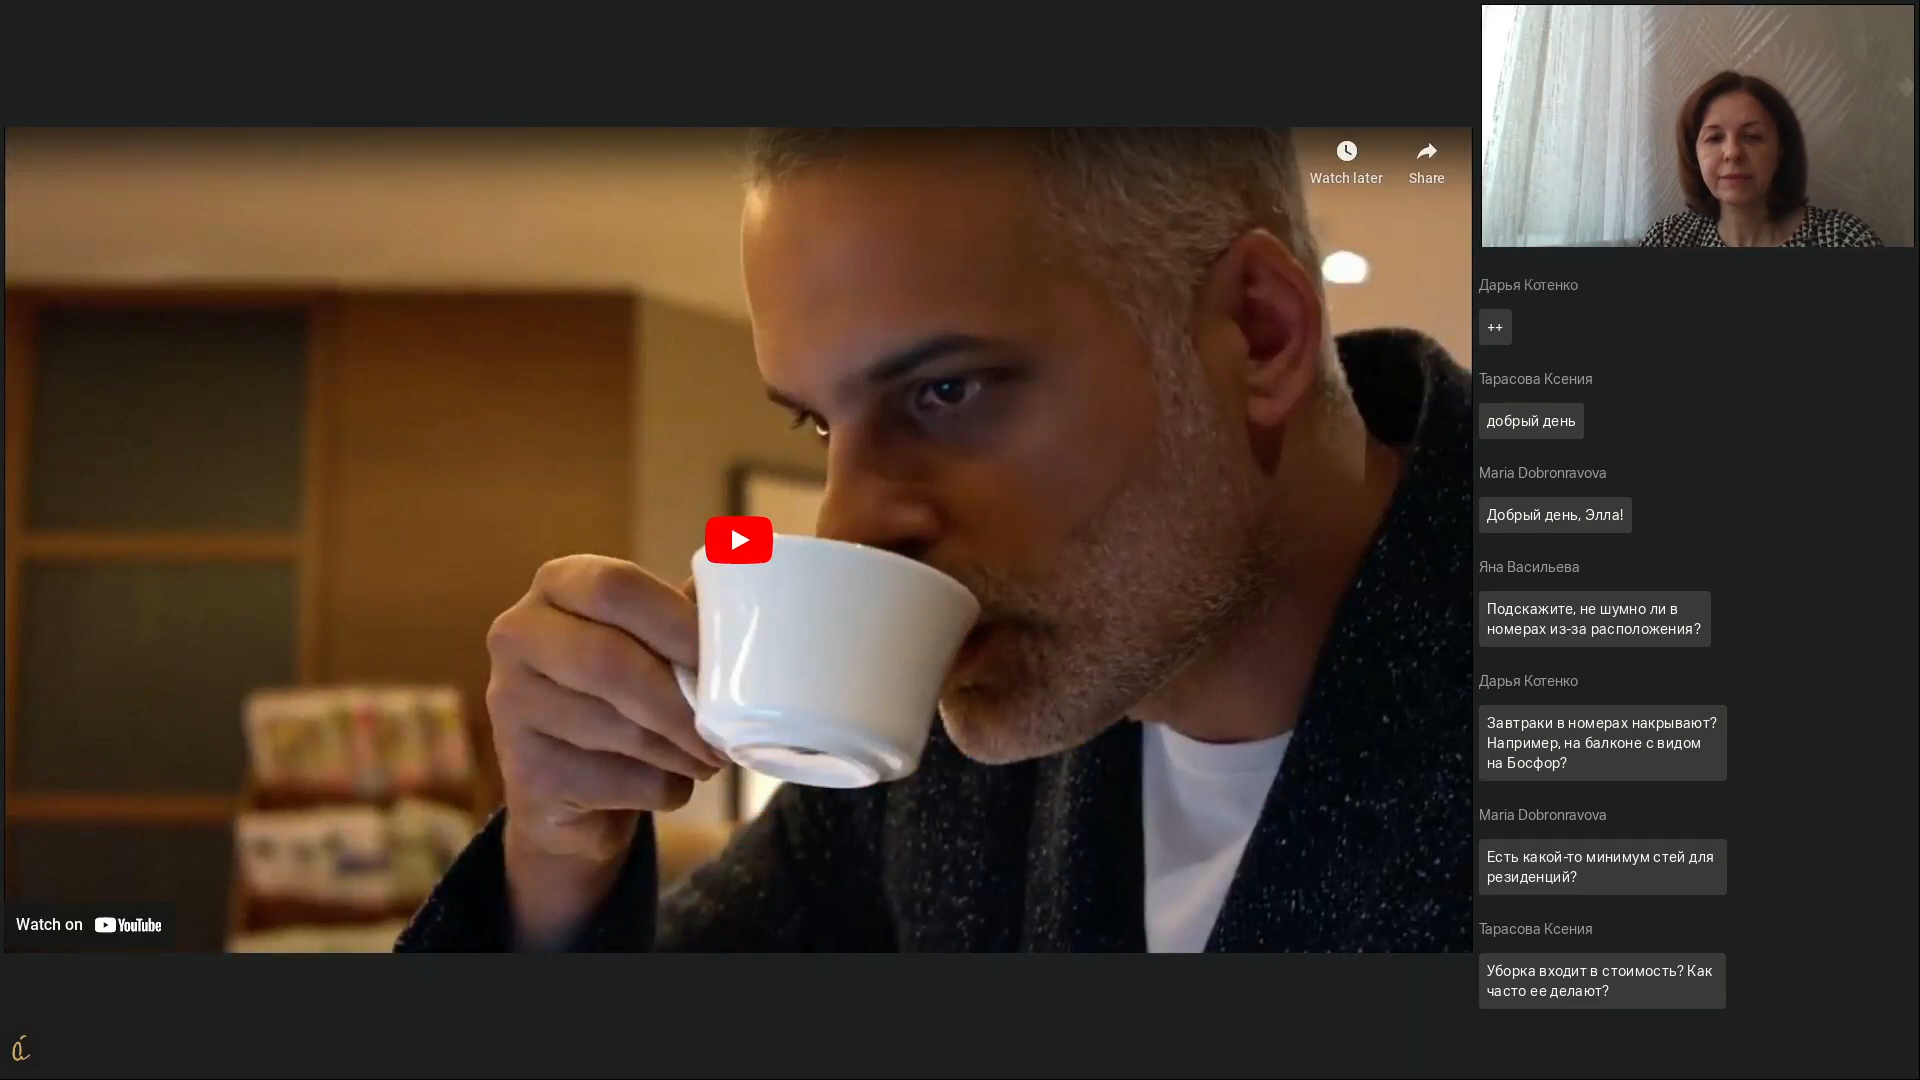 Watch later
Share
Watch on YouTube
Дарья Котенко
++
Тарасова Ксения
добрый день
Maria Dobronravova
Добрый день, Элла!
Яна Васильева
Подскажите, не шумно ли в
номерах из-за расположения?
Дарья Котенко
Завтраки в номерах накрывают?
Например, на балконе с видом
на Босфор?
Maria Dobronravova
Есть какой-то минимум стей для
резиденций?
Тарасова Ксения
Уборка входит в стоимость? Как
часто ее делают?
á